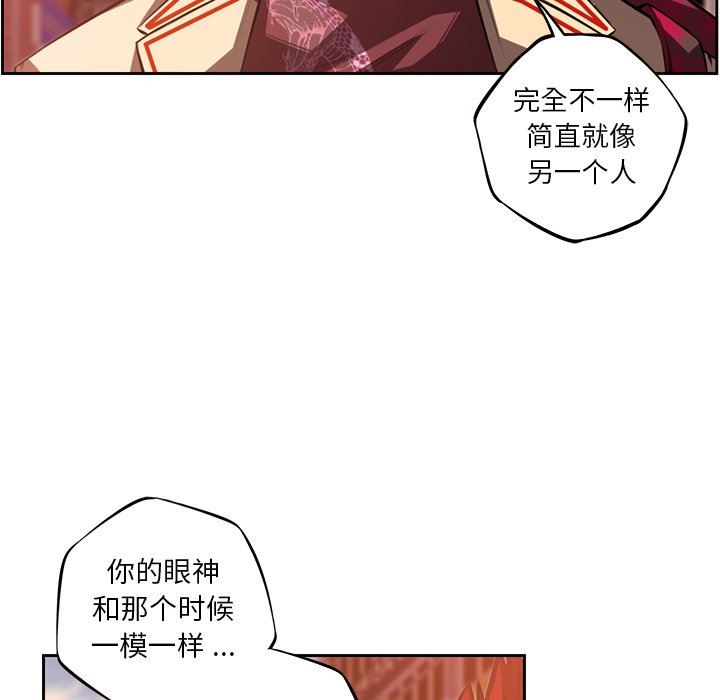 完全不一样
简直就像
另一个人
你的眼神
和那个时候
一模一样 ...